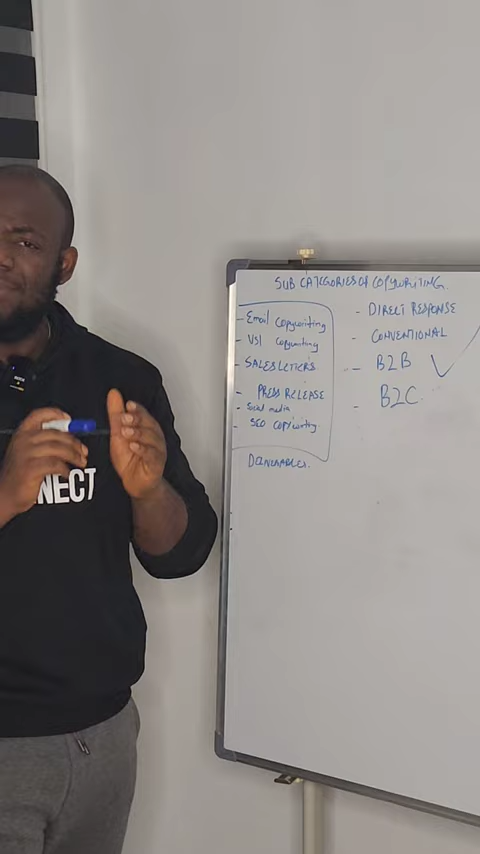 SUB CATEGORIES OF COPYWRITING.
- Email Copywriting
- VSL Copywriting
- SALES LETTERS
- PRESS RELEASE
- Social media
- SEO Copywriting
- DIRECT RESPONSE
- CONVENTIONAL
- B2B
- B2C
NECT